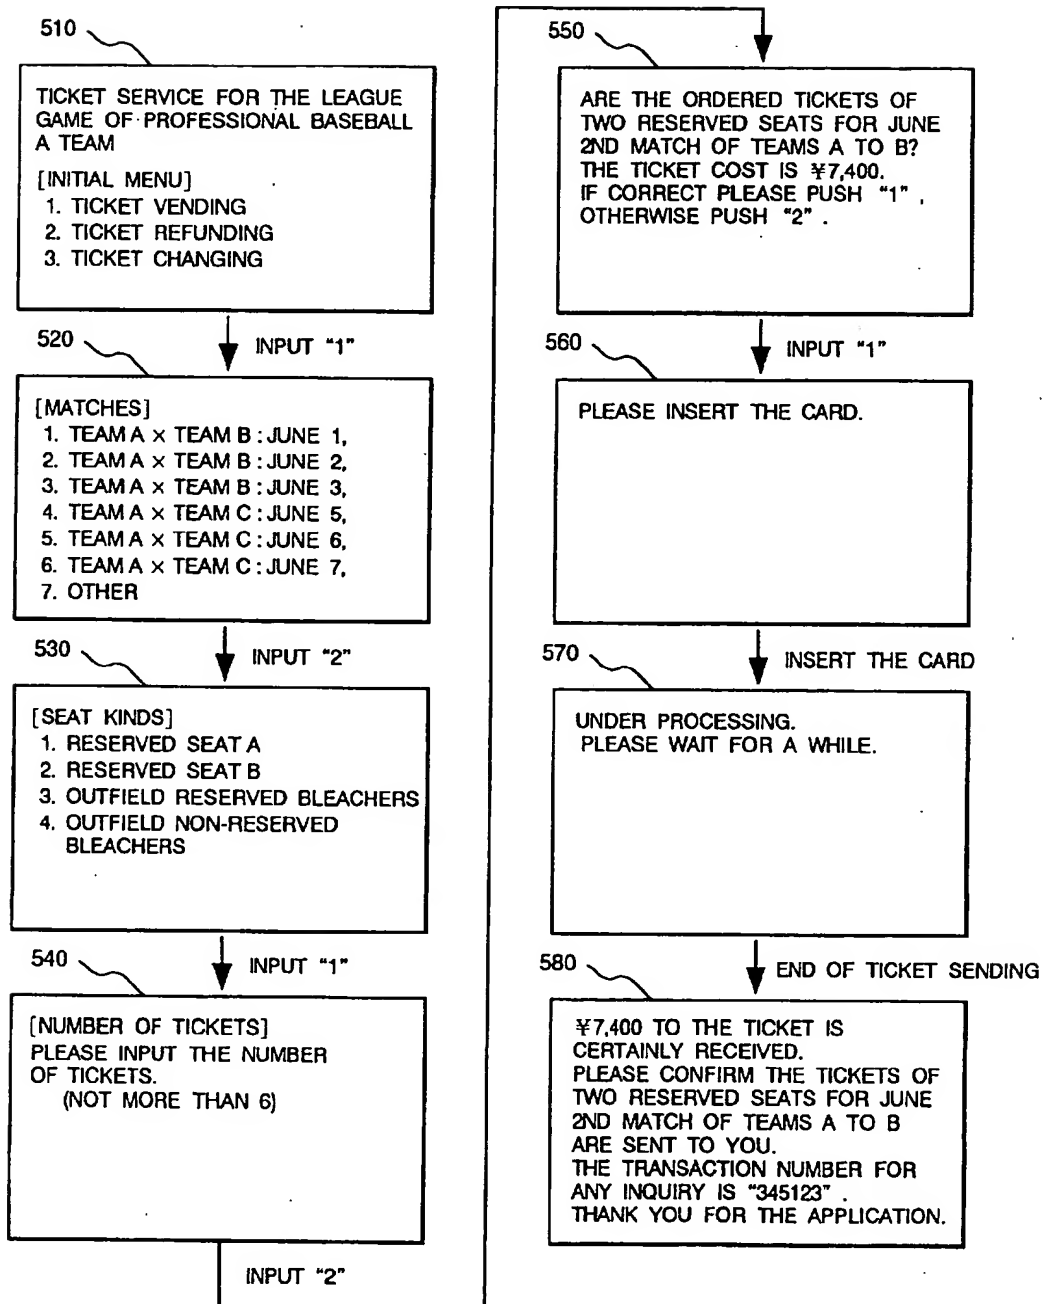 510
TICKET SERVICE FOR THE LEAGUE
GAME OF PROFESSIONAL BASEBALL
A TEAM
[INITIAL MENU]
1. TICKET VENDING
2. TICKET REFUNDING
3. TICKET CHANGING
INPUT "1"
520
[MATCHES]
1. TEAM A × TEAM B : JUNE 1,
2. TEAM A × TEAM B : JUNE 2,
3. TEAM A × TEAM B : JUNE 3,
4. TEAM A × TEAM C : JUNE 5,
5. TEAM A × TEAM C : JUNE 6,
6. TEAM A × TEAM C : JUNE 7,
7. OTHER
INPUT "2"
530
[SEAT KINDS]
1. RESERVED SEAT A
2. RESERVED SEAT B
3. OUTFIELD RESERVED BLEACHERS
4. OUTFIELD NON-RESERVED
BLEACHERS
INPUT "1"
540
[NUMBER OF TICKETS]
PLEASE INPUT THE NUMBER
OF TICKETS.
(NOT MORE THAN 6)
INPUT "2"
550
ARE THE ORDERED TICKETS OF
TWO RESERVED SEATS FOR JUNE
2ND MATCH OF TEAMS A TO B?
THE TICKET COST IS ¥7,400.
IF CORRECT PLEASE PUSH "1" ,
OTHERWISE PUSH "2" .
INPUT "1"
560
PLEASE INSERT THE CARD.
INSERT THE CARD
570
UNDER PROCESSING.
PLEASE WAIT FOR A WHILE.
END OF TICKET SENDING
580
¥7,400 TO THE TICKET IS
CERTAINLY RECEIVED.
PLEASE CONFIRM THE TICKETS OF
TWO RESERVED SEATS FOR JUNE
2ND MATCH OF TEAMS A TO B
ARE SENT TO YOU.
THE TRANSACTION NUMBER FOR
ANY INQUIRY IS "345123" .
THANK YOU FOR THE APPLICATION.